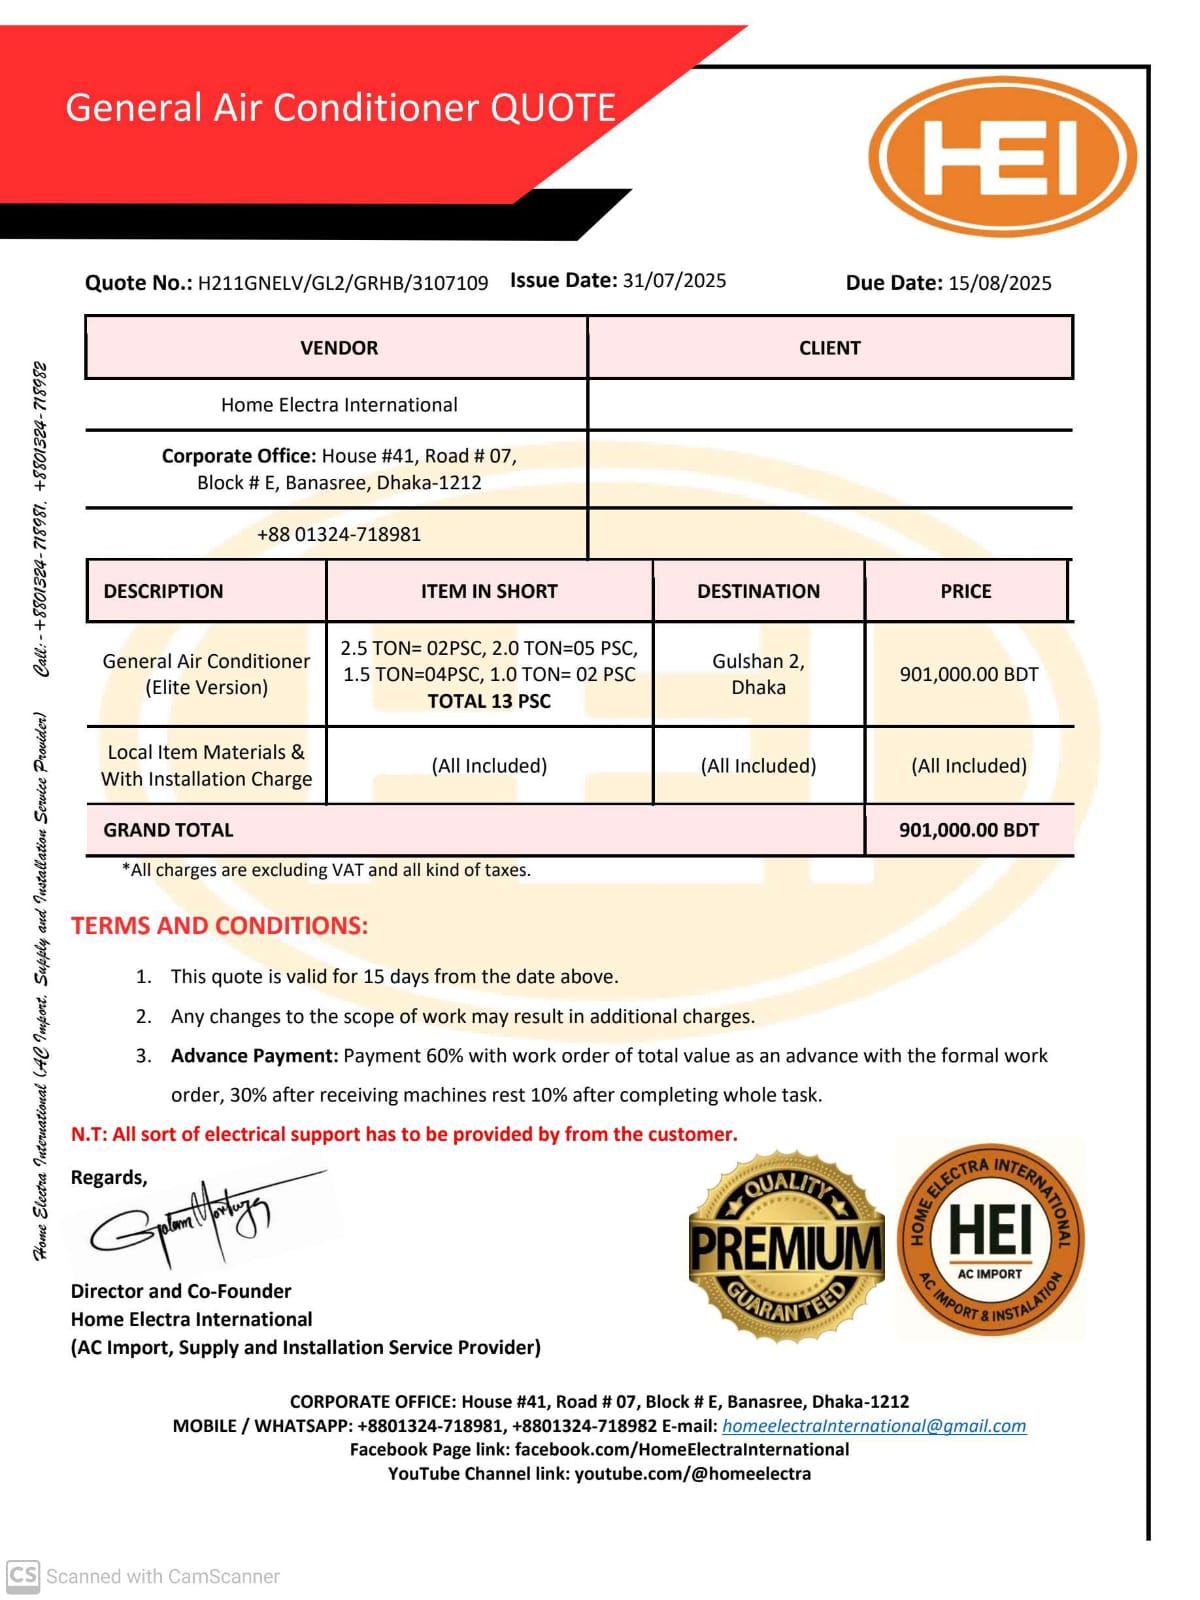 General Air Conditioner QUOTE
HEI
Quote No.: H211GNELV/GL2/GRHB/3107109 Issue Date: 31/07/2025 Due Date: 15/08/2025
VENDOR CLIENT
Home Electra International
Corporate Office: House #41, Road # 07,
Block # E, Banasree, Dhaka-1212
+88 01324-718981
DESCRIPTION ITEM IN SHORT DESTINATION PRICE
General Air Conditioner
(Elite Version)
2.5 TON= 02PSC, 2.0 TON=05 PSC,
1.5 TON=04PSC, 1.0 TON= 02 PSC
TOTAL 13 PSC
Gulshan 2,
Dhaka
901,000.00 BDT
Local Item Materials &
With Installation Charge
(All Included) (All Included) (All Included)
GRAND TOTAL 901,000.00 BDT
*All charges are excluding VAT and all kind of taxes.
TERMS AND CONDITIONS:
1. This quote is valid for 15 days from the date above.
2. Any changes to the scope of work may result in additional charges.
3. Advance Payment: Payment 60% with work order of total value as an advance with the formal work
order, 30% after receiving machines rest 10% after completing whole task.
N.T: All sort of electrical support has to be provided by from the customer.
Regards,
Golam Mortuza
Director and Co-Founder
Home Electra International
(AC Import, Supply and Installation Service Provider)
QUALITY
PREMIUM
GUARANTEED
HOME ELECTRA INTERNATIONAL
HEI
AC IMPORT
AC IMPORT & INSTALATION
CORPORATE OFFICE: House #41, Road # 07, Block # E, Banasree, Dhaka-1212
MOBILE / WHATSAPP: +8801324-718981, +8801324-718982 E-mail: homeelectraInternational@gmail.com
Facebook Page link: facebook.com/HomeElectraInternational
YouTube Channel link: youtube.com/@homeelectra
Home Electra International (AC Import, Supply and Installation Service Provider) Call:- +8801324-718981, +8801324-718982
CS Scanned with CamScanner